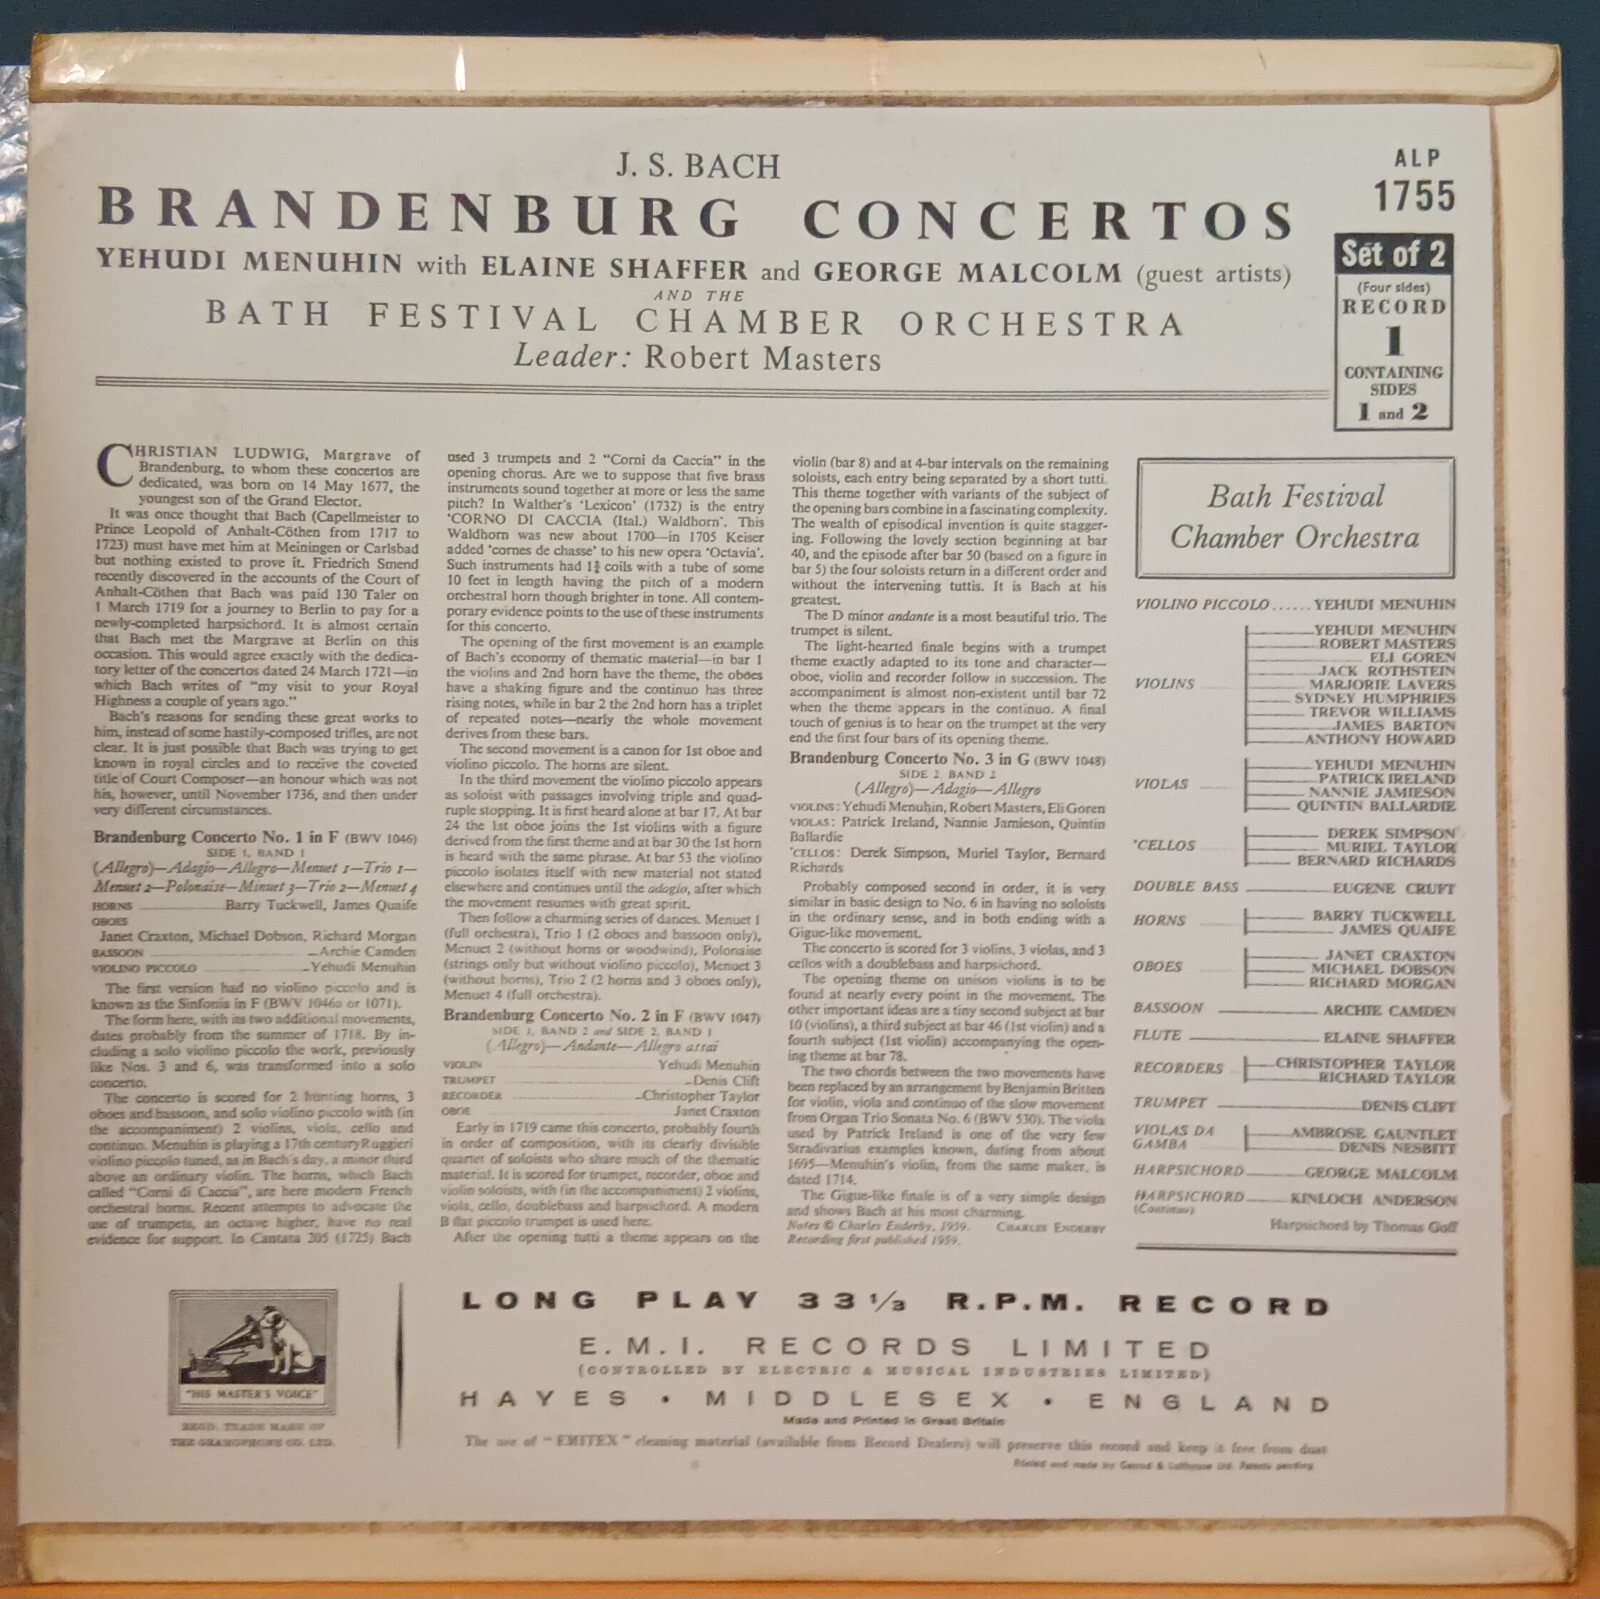 J. S. BACH
BRANDENBURG CONCERTOS
YEHUDI MENUHIN with ELAINE SHAFFER and GEORGE MALCOLM (guest artists)
AND THE
BATH FESTIVAL CHAMBER ORCHESTRA
Leader: Robert Masters
ALP
1755
Set of 2
(Four sides)
RECORD
1
CONTAINING
SIDES
1 and 2
CHRISTIAN LUDWIG, Margrave of
Brandenburg, to whom these concertos are
dedicated, was born on 14 May 1677, the
youngest son of the Grand Elector.
It was once thought that Bach (Capellmeister to
Prince Leopold of Anhalt-Cöthen from 1717 to
1723) must have met him at Meiningen or Carlsbad
but nothing existed to prove it. Friedrich Smend
recently discovered in the accounts of the Court of
Anhalt-Cöthen that Bach was paid 130 Taler on
1 March 1719 for a journey to Berlin to pay for a
newly-completed harpsichord. It is almost certain
that Bach met the Margrave at Berlin on this
occasion. This would agree exactly with the dedica-
tory letter of the concertos dated 24 March 1721—in
which Bach writes of "my visit to your Royal
Highness a couple of years ago."
Bach's reasons for sending these great works to
him, instead of some hastily-composed trifles, are not
clear. It is just possible that Bach was trying to get
known in royal circles and to receive the coveted
title of Court Composer—an honour which was not
his, however, until November 1736, and then under
very different circumstances.
Brandenburg Concerto No. 1 in F (BWV 1046)
SIDE 1, BAND 1
(Allegro)—Adagio—Allegro—Menuet 1—Trio 1—
Menuet 2—Polonaise—Minuet 3—Trio 2—Menuet 4
HORNS Barry Tuckwell, James Quaife
OBOES
Janet Craxton, Michael Dobson, Richard Morgan
BASSOON Archie Camden
VIOLINO PICCOLO Yehudi Menuhin
The first version had no violino piccolo and is
known as the Sinfonia in F (BWV 1046a or 1071).
The form here, with its two additional movements,
dates probably from the summer of 1718. By in-
cluding a solo violino piccolo the work, previously
like Nos. 3 and 6, was transformed into a solo
concerto.
The concerto is scored for 2 hunting horns, 3
oboes and bassoon, and solo violino piccolo with (in
the accompaniment) 2 violins, viola, cello and
continuo. Menuhin is playing a 17th century Ruggieri
violino piccolo tuned, as in Bach's day, a minor third
above an ordinary violin. The horns, which Bach
called "Corni di Caccia", are here modern French
orchestral horns. Recent attempts to advocate the
use of trumpets, an octave higher, have no real
evidence for support. In Cantata 205 (1725) Bach
used 3 trumpets and 2 "Corni da Caccia" in the
opening chorus. Are we to suppose that five brass
instruments sound together at more or less the same
pitch? In Walther's 'Lexicon' (1732) is the entry
'CORNO DI CACCIA (Ital.) Waldhorn'. This
Waldhorn was new about 1700—in 1705 Keiser
added 'cornes de chasse' to his new opera 'Octavia'.
Such instruments had 1¾ coils with a tube of some
10 feet in length having the pitch of a modern
orchestral horn though brighter in tone. All contem-
porary evidence points to the use of these instruments
for this concerto.
The opening of the first movement is an example
of Bach's economy of thematic material—in bar 1
the violins and 2nd horn have the theme, the oboes
have a shaking figure and the continuo has three
rising notes, while in bar 2 the 2nd horn has a triplet
of repeated notes—nearly the whole movement
derives from these bars.
The second movement is a canon for 1st oboe and
violino piccolo. The horns are silent.
In the third movement the violino piccolo appears
as soloist with passages involving triple and quad-
ruple stopping. It is first heard alone at bar 17. At bar
24 the 1st oboe joins the 1st violins with a figure
derived from the first theme and at bar 30 the 1st horn
is heard with the same phrase. At bar 53 the violino
piccolo isolates itself with new material not stated
elsewhere and continues until the adagio, after which
the movement resumes with great spirit.
Then follow a charming series of dances. Menuet 1
(full orchestra), Trio 1 (2 oboes and bassoon only),
Menuet 2 (without horns or woodwind), Polonaise
(strings only but without violino piccolo), Menuet 3
(without horns), Trio 2 (2 horns and 3 oboes only),
Menuet 4 (full orchestra).
Brandenburg Concerto No. 2 in F (BWV 1047)
SIDE 1, BAND 2 and SIDE 2, BAND 1
(Allegro)—Andante—Allegro assai
VIOLIN Yehudi Menuhin
TRUMPET Denis Clift
RECORDER Christopher Taylor
OBOE Janet Craxton
Early in 1719 came this concerto, probably fourth
in order of composition, with its clearly divisible
quartet of soloists who share much of the thematic
material. It is scored for trumpet, recorder, oboe and
violin soloists, with (in the accompaniment) 2 violins,
viola, cello, doublebass and harpsichord. A modern
B flat piccolo trumpet is used here.
After the opening tutti a theme appears on the
violin (bar 8) and at 4-bar intervals on the remaining
soloists, each entry being separated by a short tutti.
This theme together with variants of the subject of
the opening bars combine in a fascinating complexity.
The wealth of episodical invention is quite stagger-
ing. Following the lovely section beginning at bar
40, and the episode after bar 50 (based on a figure in
bar 5) the four soloists return in a different order and
without the intervening tuttis. It is Bach at his
greatest.
The D minor andante is a most beautiful trio. The
trumpet is silent.
The light-hearted finale begins with a trumpet
theme exactly adapted to its tone and character—
oboe, violin and recorder follow in succession. The
accompaniment is almost non-existent until bar 72
when the theme appears in the continuo. A final
touch of genius is to hear on the trumpet at the very
end the first four bars of its opening theme.
Brandenburg Concerto No. 3 in G (BWV 1048)
SIDE 2, BAND 2
(Allegro)—Adagio—Allegro
VIOLINS: Yehudi Menuhin, Robert Masters, Eli Goren
VIOLAS: Patrick Ireland, Nannie Jamieson, Quintin
Ballardie
'CELLOS: Derek Simpson, Muriel Taylor, Bernard
Richards
Probably composed second in order, it is very
similar in basic design to No. 6 in having no soloists
in the ordinary sense, and in both ending with a
Gigue-like movement.
The concerto is scored for 3 violins, 3 violas, and 3
cellos with a doublebass and harpsichord.
The opening theme on unison violins is to be
found at nearly every point in the movement. The
other important ideas are a tiny second subject at bar
10 (violins), a third subject at bar 46 (1st violin) and a
fourth subject (1st violin) accompanying the open-
ing theme at bar 78.
The two chords between the two movements have
been replaced by an arrangement by Benjamin Britten
for violin, viola and continuo of the slow movement
from Organ Trio Sonata No. 6 (BWV 530). The viola
used by Patrick Ireland is one of the very few
Stradivarius examples known, dating from about
1695—Menuhin's violin, from the same maker, is
dated 1714.
The Gigue-like finale is of a very simple design
and shows Bach at his most charming.
Notes © Charles Enderby, 1959. CHARLES ENDERBY
Recording first published 1959.
Bath Festival
Chamber Orchestra
VIOLINO PICCOLO ...... YEHUDI MENUHIN
VIOLINS
YEHUDI MENUHIN
ROBERT MASTERS
ELI GOREN
JACK ROTHSTEIN
MARJORIE LAVERS
SYDNEY HUMPHRIES
TREVOR WILLIAMS
JAMES BARTON
ANTHONY HOWARD
VIOLAS
YEHUDI MENUHIN
PATRICK IRELAND
NANNIE JAMIESON
QUINTIN BALLARDIE
'CELLOS
DEREK SIMPSON
MURIEL TAYLOR
BERNARD RICHARDS
DOUBLE BASS EUGENE CRUFT
HORNS
BARRY TUCKWELL
JAMES QUAIFE
OBOES
JANET CRAXTON
MICHAEL DOBSON
RICHARD MORGAN
BASSOON ARCHIE CAMDEN
FLUTE ELAINE SHAFFER
RECORDERS
CHRISTOPHER TAYLOR
RICHARD TAYLOR
TRUMPET DENIS CLIFT
VIOLAS DA
GAMBA
AMBROSE GAUNTLET
DENIS NESBITT
HARPSICHORD GEORGE MALCOLM
HARPSICHORD KINLOCH ANDERSON
(Continuo)
Harpsichord by Thomas Goff
"HIS MASTER'S VOICE"
REGD. TRADE MARK OF
THE GRAMOPHONE CO. LTD.
LONG PLAY 33⅓ R.P.M. RECORD
E.M.I. RECORDS LIMITED
(CONTROLLED BY ELECTRIC & MUSICAL INDUSTRIES LIMITED)
HAYES • MIDDLESEX • ENGLAND
Made and Printed in Great Britain
The use of "EMITEX" cleaning material (available from Record Dealers) will preserve this record and keep it free from dust
Printed and made by Garrod & Lofthouse Ltd. Patents pending